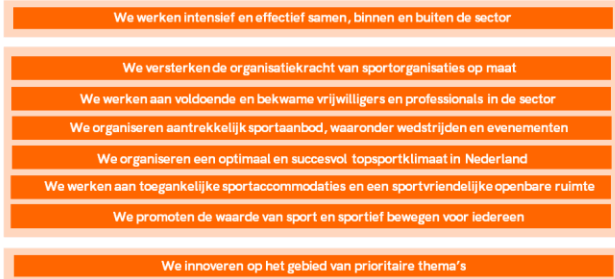 We werken intensief en effectief samen, binnen en buiten de sector
We versterken de organisatiekracht van sportorganisaties op maat
We werken aan voldoende en bekwame vrijwilligers en professionals in de sector
We organiseren aantrekkelijk sportaanbod, waaronder wedstrijden en evenementen
We organiseren een optimaal en succesvol topsportklimaat in Nederland
We werken aan toegankelijke sportaccommodaties en een sportvriendelijke openbare ruimte
We promoten de waarde van sport en sportief bewegen voor iedereen
We innoveren op het gebied van prioritaire thema's